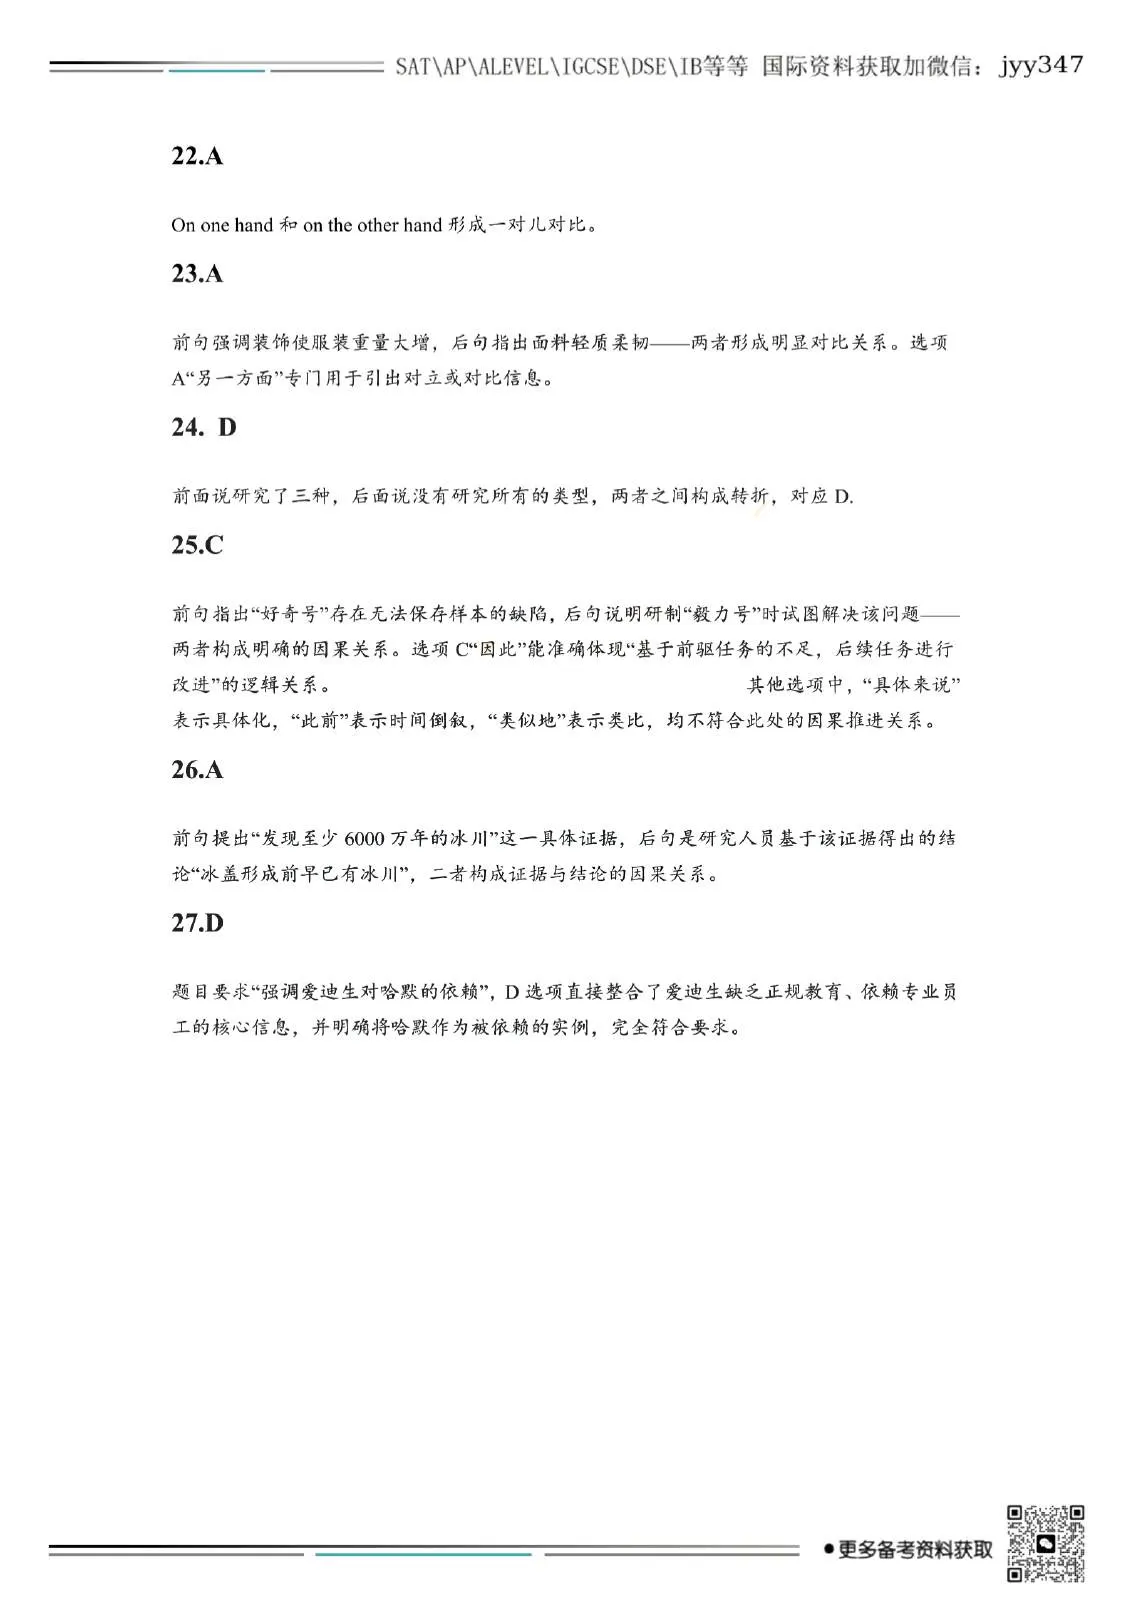 SAT\AP\ALEVEL\IGCSE\DSE\IB等等 国际资料获取加微信：jyy347
22.A
On one hand 和 on the other hand 形成一对儿对比。
23.A
前句强调装饰使服装重量大增，后句指出面料轻质柔韧——两者形成明显对比关系。选项
A“另一方面”专门用于引出对立或对比信息。
24. D
前面说研究了三种，后面说没有研究所有的类型，两者之间构成转折，对应 D.
25.C
前句指出“好奇号”存在无法保存样本的缺陷，后句说明研制“毅力号”时试图解决该问题——
两者构成明确的因果关系。选项 C“因此”能准确体现“基于前驱任务的不足，后续任务进行
改进”的逻辑关系。 其他选项中，“具体来说”
表示具体化，“此前”表示时间倒叙，“类似地”表示类比，均不符合此处的因果推进关系。
26.A
前句提出“发现至少 6000 万年的冰川”这一具体证据，后句是研究人员基于该证据得出的结
论“冰盖形成前早已有冰川”，二者构成证据与结论的因果关系。
27.D
题目要求“强调爱迪生对哈默的依赖”，D 选项直接整合了爱迪生缺乏正规教育、依赖专业员
工的核心信息，并明确将哈默作为被依赖的实例，完全符合要求。
●更多备考资料获取